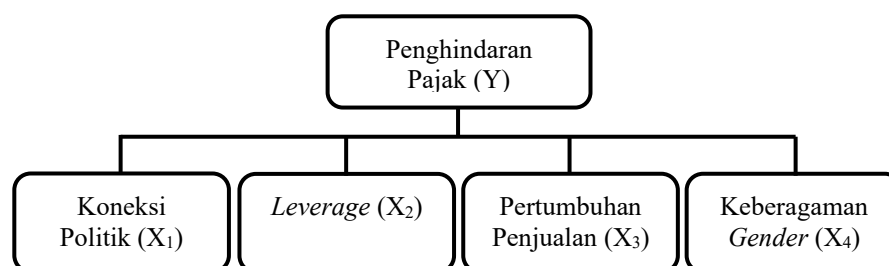 Penghindaran
Pajak (Y)
Koneksi
Politik (X₁)
Leverage (X₂)
Pertumbuhan
Penjualan (X₃)
Keberagaman
Gender (X₄)